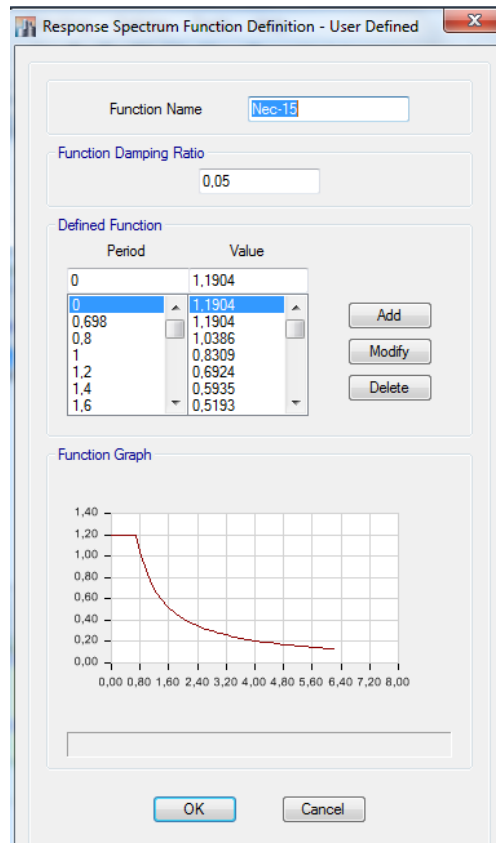 Response Spectrum Function Definition - User Defined
Function Name Nec-15
Function Damping Ratio
0,05
Defined Function
Period Value
0 1,1904
0 1,1904
0,698 1,1904
0,8 1,0386
1 0,8309
1,2 0,6924
1,4 0,5935
1,6 0,5193
Add
Modify
Delete
Function Graph
1,40
1,20
1,00
0,80
0,60
0,40
0,20
0,00
0,00 0,80 1,60 2,40 3,20 4,00 4,80 5,60 6,40 7,20 8,00
OK Cancel